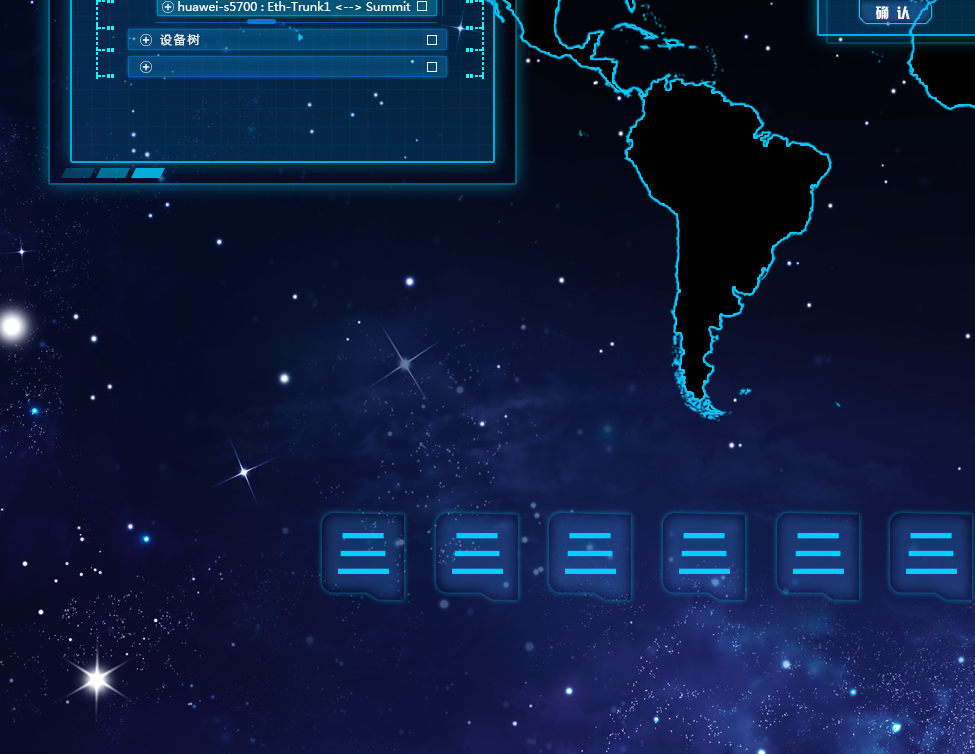 huawei-s5700 : Eth-Trunk1 <--> Summit
确 认
设备树